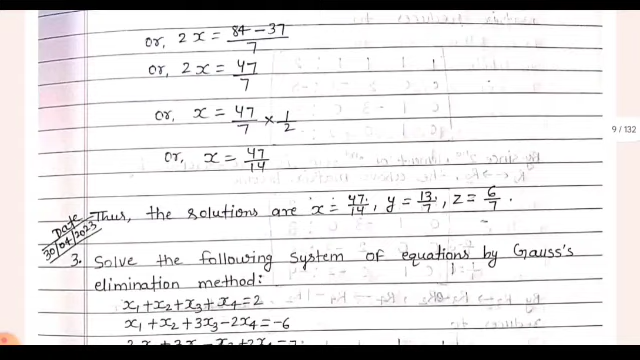 or, 2x = 84-37/7
or, 2x = 47/7
or, x = 47/7 × 1/2
or x = 47/14
9 / 132
Thus, the solutions are x = 47/14, y = 13/7, z = 6/7.
Date
30/04/2023
3. Solve the following system of equations by Gauss's
elimination method:
x₁+x₂+x₃+x₄=2
x₁+x₂+3x₃-2x₄=-6